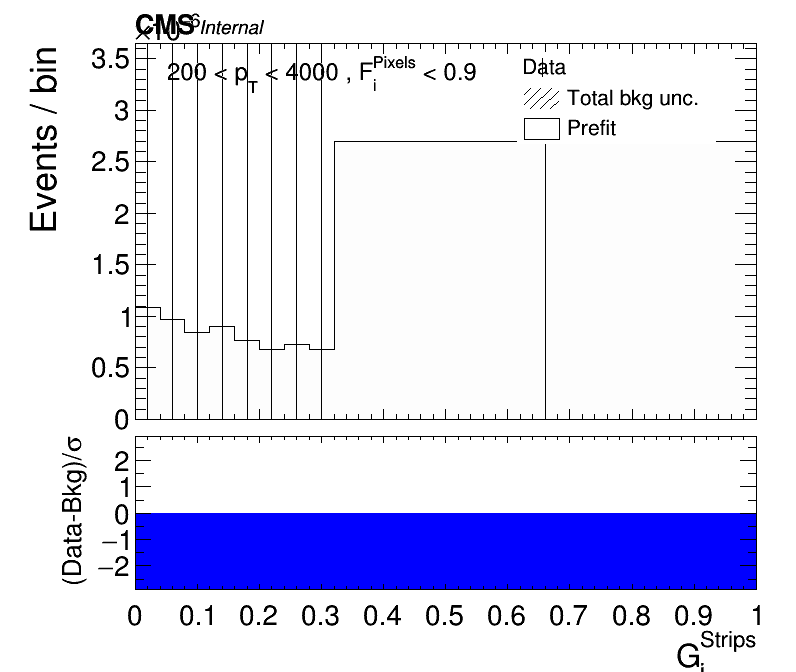 CMS Internal
×10⁻⁶
Events / bin
3.5
3
2.5
2
1.5
1
0.5
0
200 < p_T < 4000 , F_i^Pixels < 0.9
Data
Total bkg unc.
Prefit
(Data-Bkg)/σ
2
1
0
−1
−2
0 0.1 0.2 0.3 0.4 0.5 0.6 0.7 0.8 0.9 1
G_i^Strips